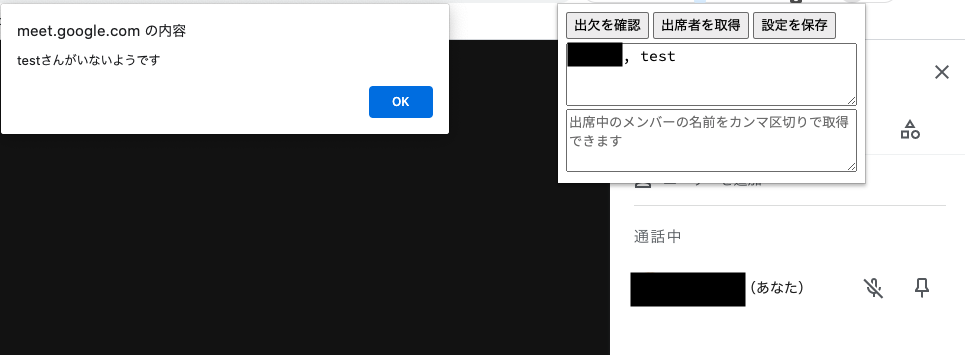 meet.google.com の内容
testさんがいないようです
OK
出欠を確認 出席者を取得 設定を保存
, test
出席中のメンバーの名前をカンマ区切りで取得
できます
通話中
(あなた)